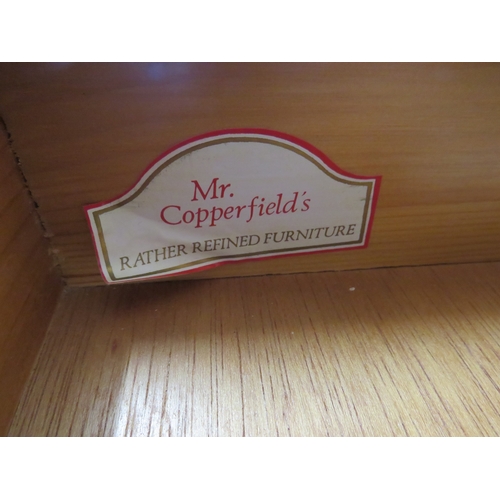 Mr.
Copperfield's
RATHER REFINED FURNITURE